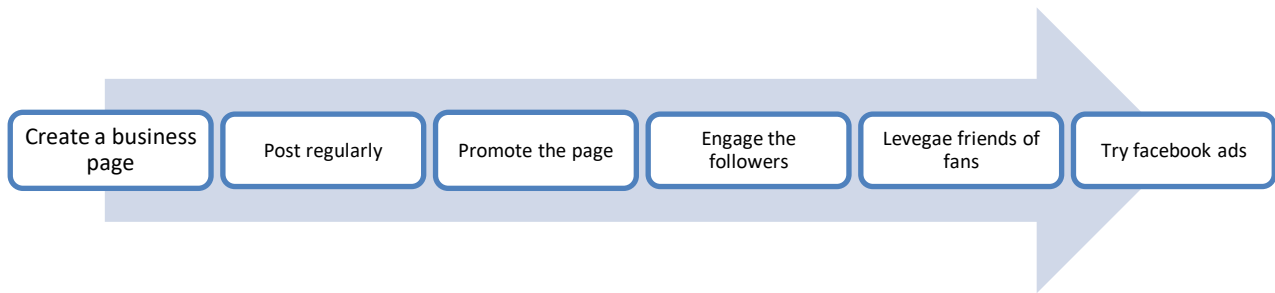 Create a business
page
Post regularly
Promote the page
Engage the
followers
Levegae friends of
fans
Try facebook ads